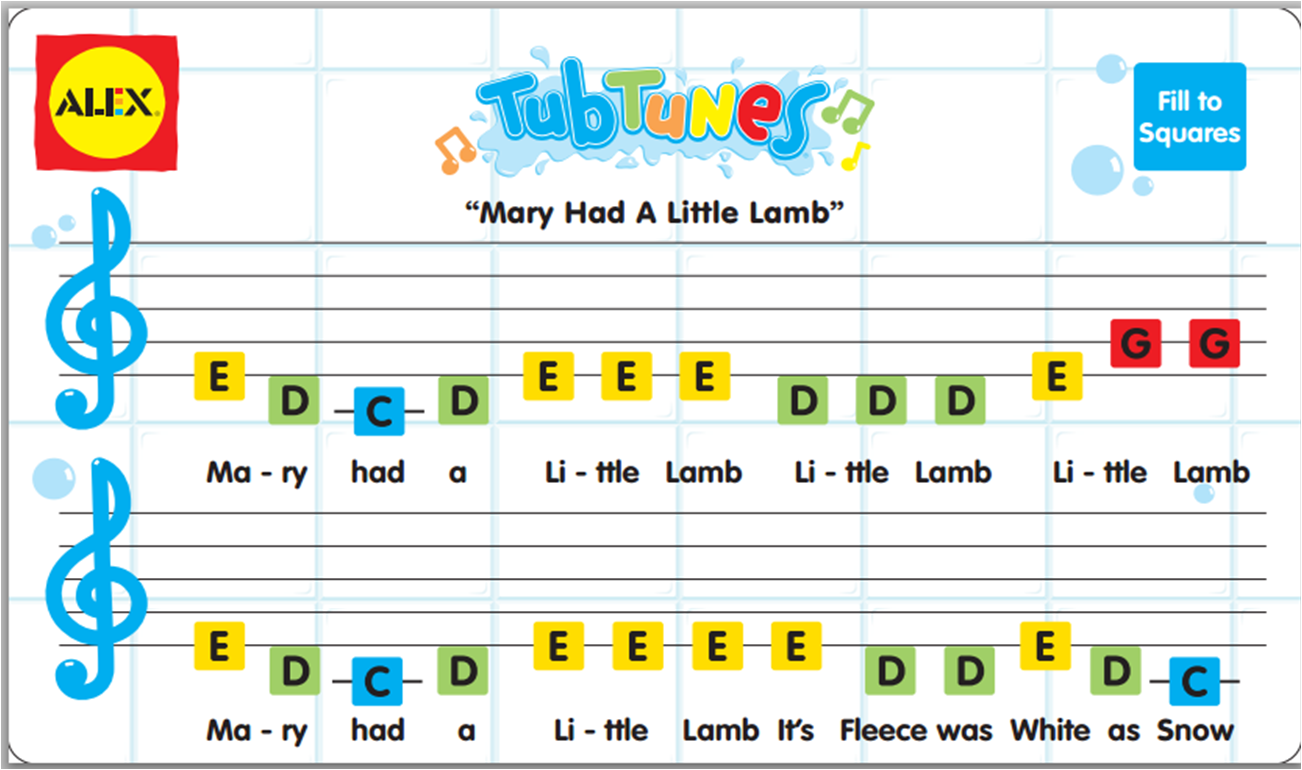 ALEX.
TubTunes
Fill to
Squares
“Mary Had A Little Lamb”
E D C D E E E D D D E G G
Ma - ry had a Li - ttle Lamb Li - ttle Lamb Li - ttle Lamb
E D C D E E E E D D E D C
Ma - ry had a Li - ttle Lamb It’s Fleece was White as Snow